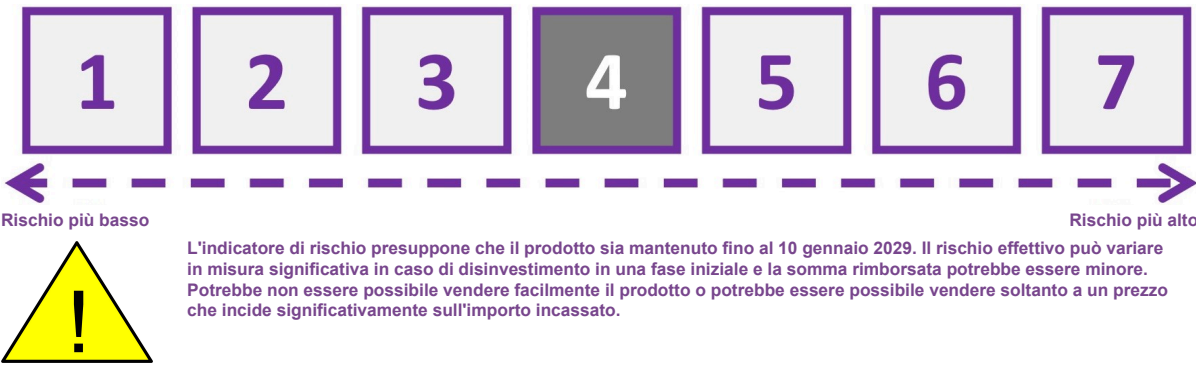 1 2 3 4 5 6 7
Rischio più basso Rischio più alto
L'indicatore di rischio presuppone che il prodotto sia mantenuto fino al 10 gennaio 2029. Il rischio effettivo può variare
in misura significativa in caso di disinvestimento in una fase iniziale e la somma rimborsata potrebbe essere minore.
Potrebbe non essere possibile vendere facilmente il prodotto o potrebbe essere possibile vendere soltanto a un prezzo
che incide significativamente sull'importo incassato.
!